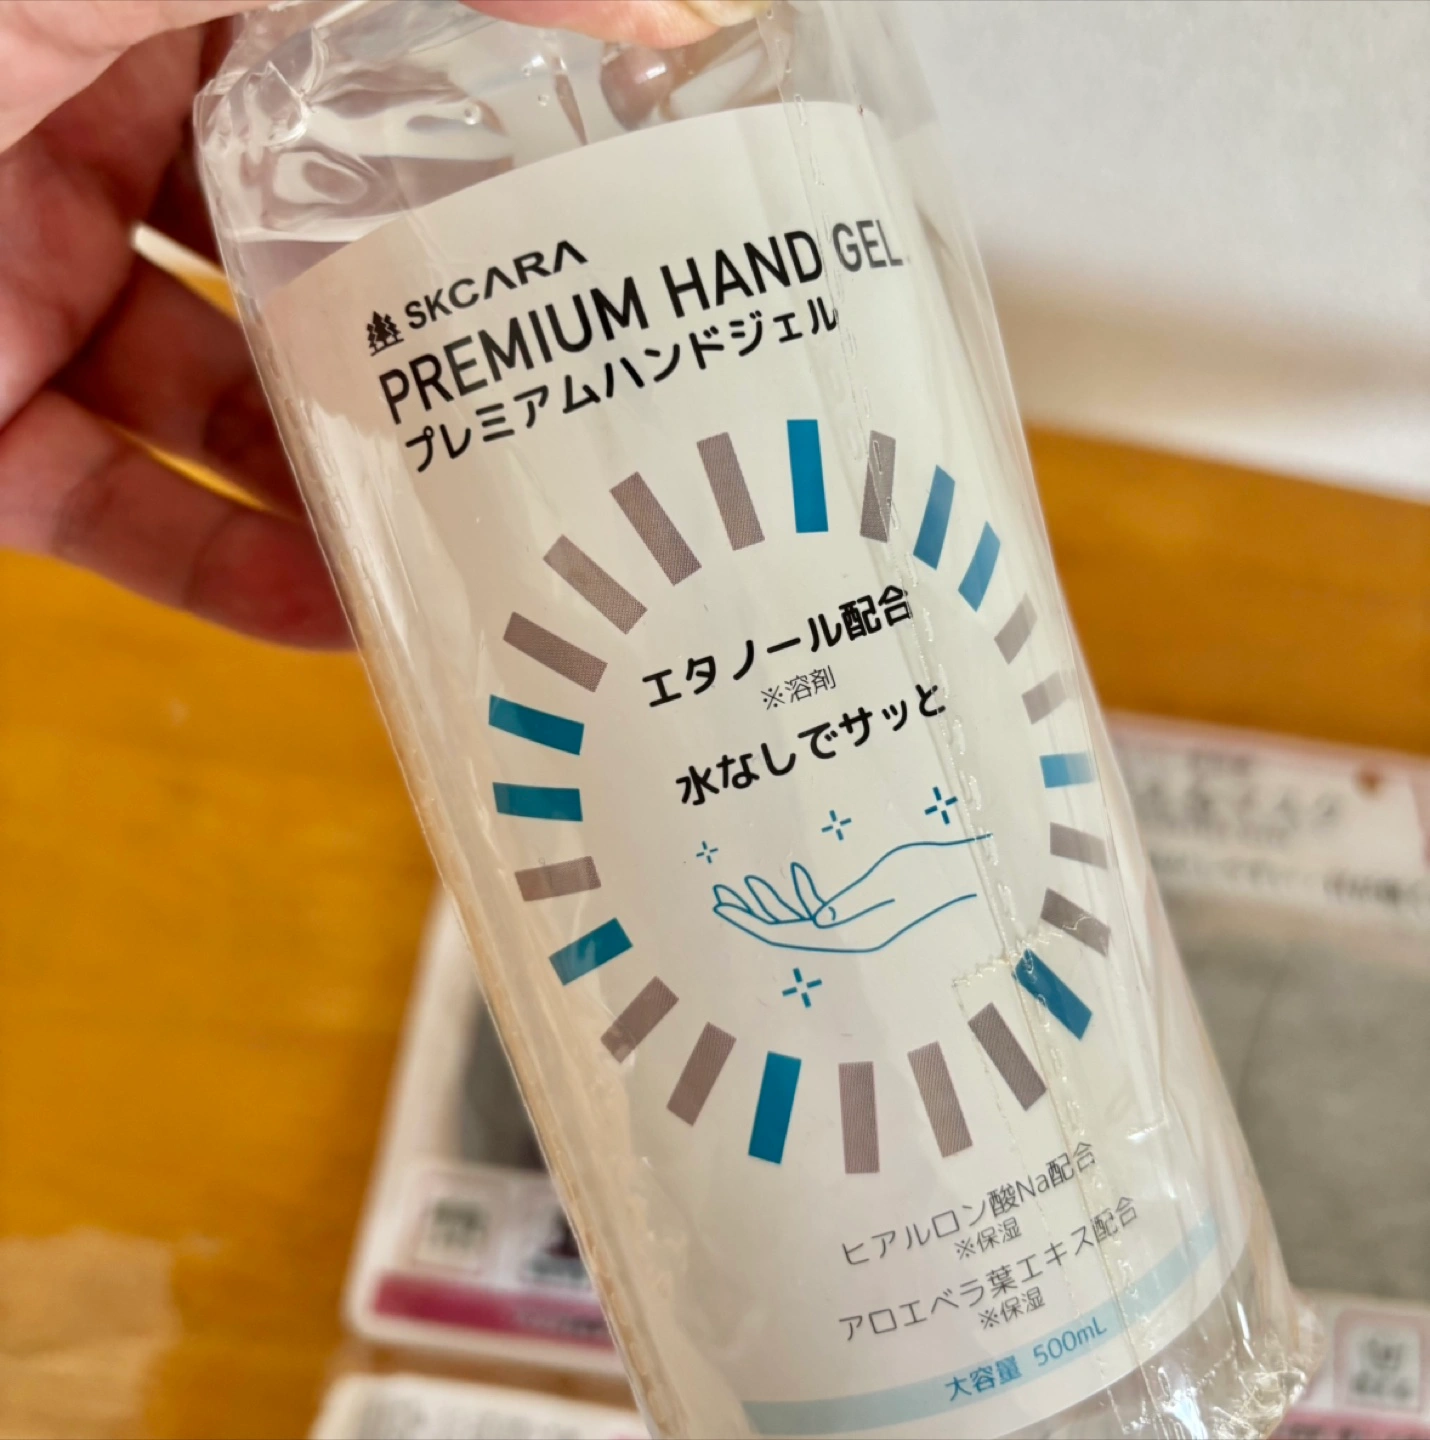 SKCARA
PREMIUM HAND GEL
プレミアムハンドジェル
エタノール配合
※溶剤
水なしでサッと
ヒアルロン酸Na配合
※保湿
アロエベラ葉エキス配合
※保湿
大容量 500mL